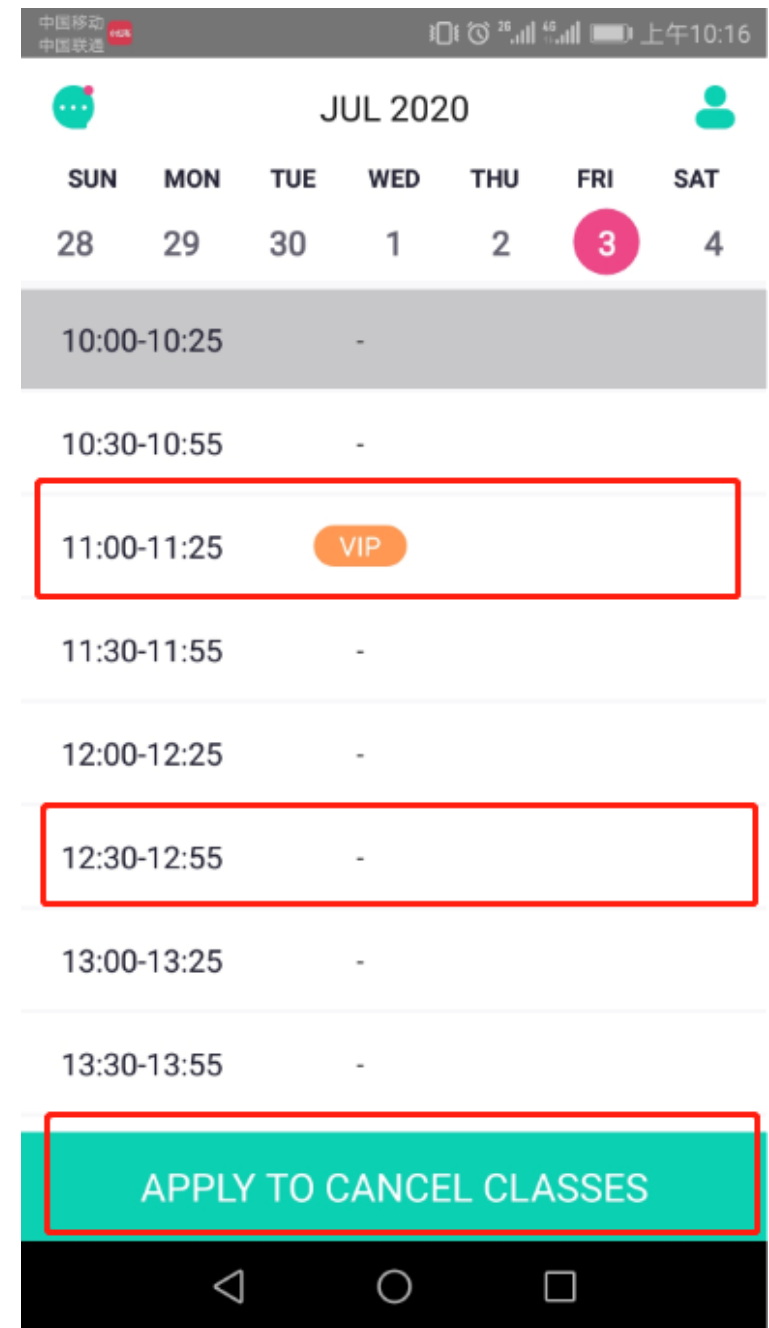 中国移动
中国联通
26 46 上午10:16
JUL 2020
SUN MON TUE WED THU FRI SAT
28 29 30 1 2 3 4
10:00-10:25 -
10:30-10:55 -
11:00-11:25 VIP
11:30-11:55 -
12:00-12:25 -
12:30-12:55 -
13:00-13:25 -
13:30-13:55 -
APPLY TO CANCEL CLASSES